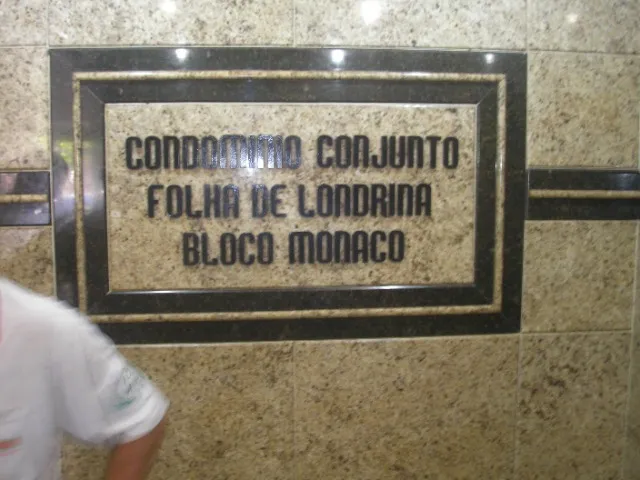 CONDOMINIO CONJUNTO
FOLHA DE LONDRINA
BLOCO MONACO